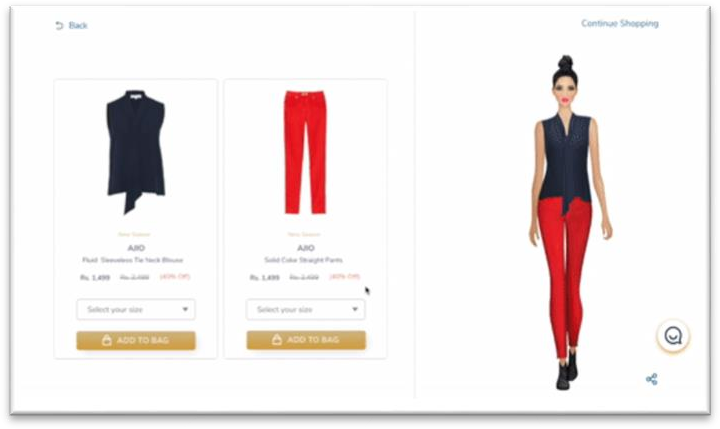 Back
Continue Shopping
New Season
AJIO
Fluid Sleeveless Tie Neck Blouse
Rs. 1,499 Rs. 2,499 (40% Off)
Select your size
ADD TO BAG
New Season
AJIO
Solid Color Straight Pants
Rs. 1,499 Rs. 2,499 (40% Off)
Select your size
ADD TO BAG